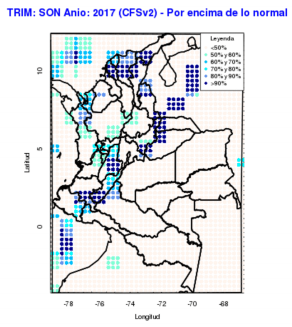 TRIM: SON Anio: 2017 (CFSv2) - Por encima de lo normal
Leyenda
<50%
50% y 60%
60% y 70%
70% y 80%
80% y 90%
>90%
10
5
0
Latitud
-78
-76
-74
-72
-70
-68
Longitud